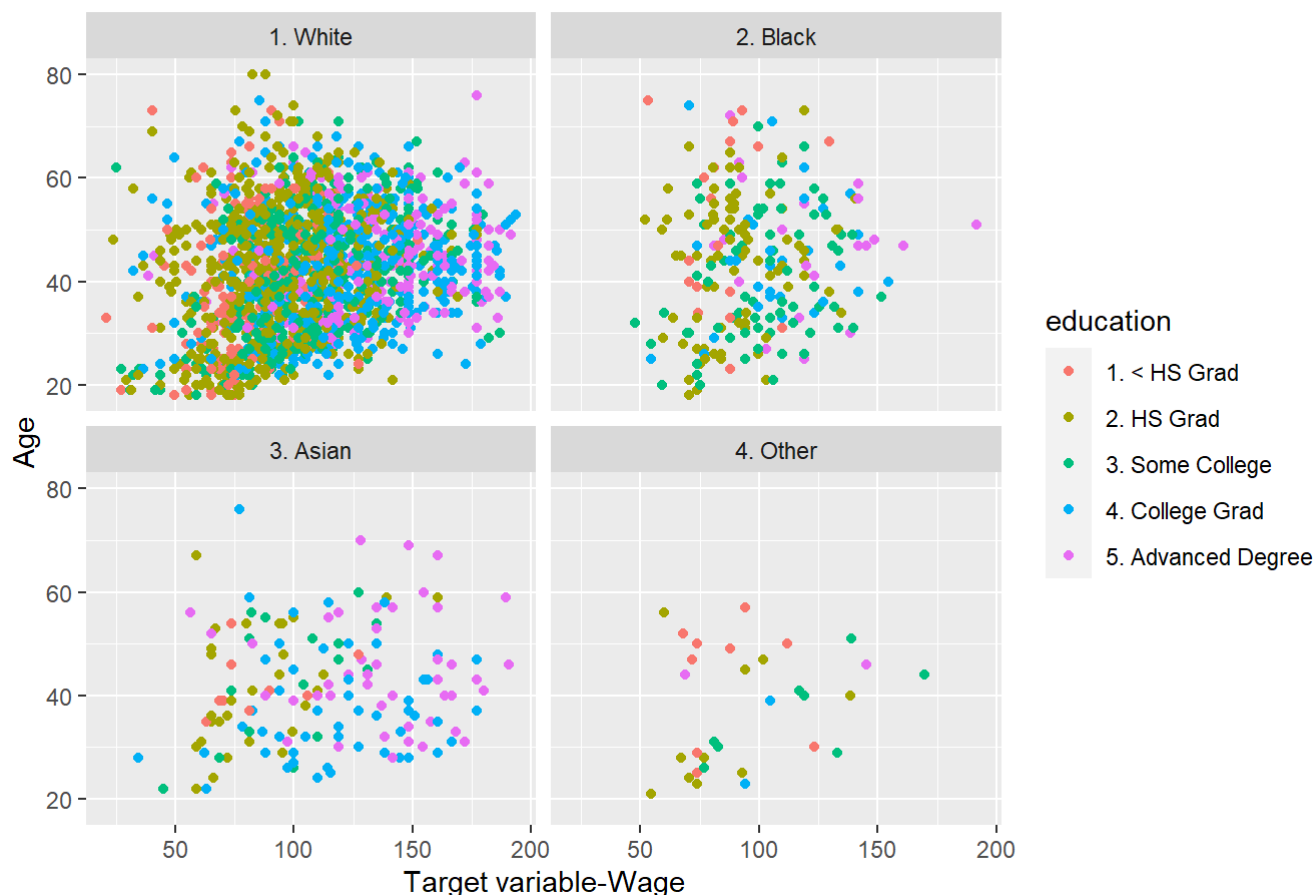 1. White
2. Black
80
60
40
20
3. Asian
4. Other
80
60
40
20
50
100
150
200
50
100
150
200
Age
Target variable-Wage
education
1. < HS Grad
2. HS Grad
3. Some College
4. College Grad
5. Advanced Degree